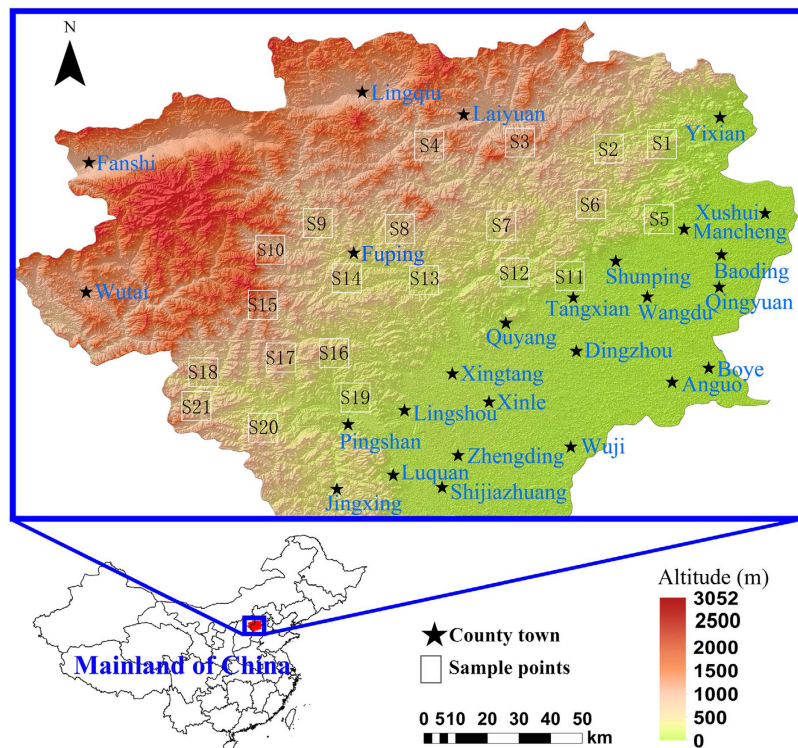 N
Lingqiu
Laiyuan
Yixian
S4
S3
S2
S1
Fanshi
S9
S8
S7
S6
S5
Xushui
Mancheng
S10
Fuping
Shunping
Baoding
S14
S13
S12
S11
Wutai
S15
Tangxian
Wangdu
Qingyuan
Quyang
S18
S17
S16
Dingzhou
Xingtang
Boye
Anguo
S21
S19
Lingshou
Xinle
S20
Pingshan
Zhengding
Wuji
Luquan
Jingxing
Shijiazhuang
Mainland of China
County town
Sample points
0 5 10 20 30 40 50
km
Altitude (m)
3052
2000
1500
1000
500
0